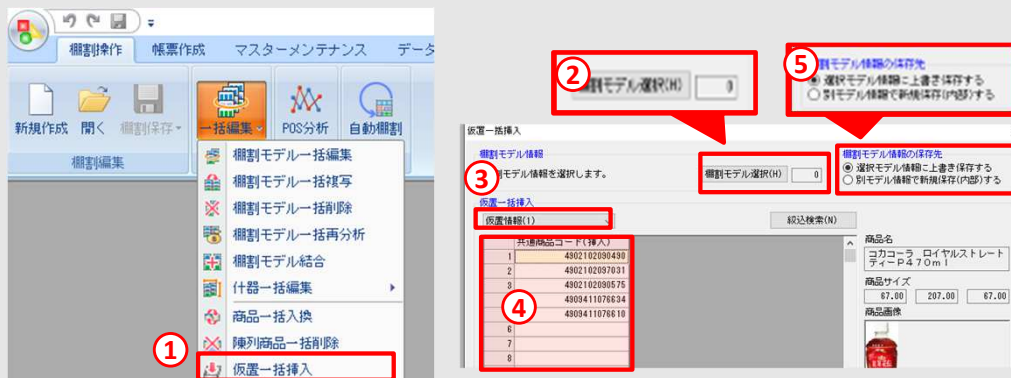 棚割操作 帳票作成 マスターメンテナンス データ
新規作成 開く 棚割保存 一括編集 POS分析 自動棚割
棚割編集
棚割モデル一括編集
棚割モデル一括複写
棚割モデル一括削除
棚割モデル一括再分析
棚割モデル結合
什器一括編集
商品一括入換
陳列商品一括削除
① 仮置一括挿入
②
棚割モデル選択(H) 0
⑤
割モデル情報の保存先
選択モデル情報に上書き保存する
別モデル情報で新規保存(内部)する
仮置一括挿入
棚割モデル情報
③
モデル情報を選択します。
棚割モデル選択(H) 0
棚割モデル情報の保存先
選択モデル情報に上書き保存する
別モデル情報で新規保存(内部)する
仮置一括挿入
仮置情報(1)
絞込検索(N)
共通商品コード(挿入)
1 4902102090490
2 4902102097031
3 4902102090575
4909411076634
4909411076610
6
7
8
④
商品名
コカコーラ ロイヤルストレート
ティーP470ml
商品サイズ
67.00 207.00 67.00
商品画像